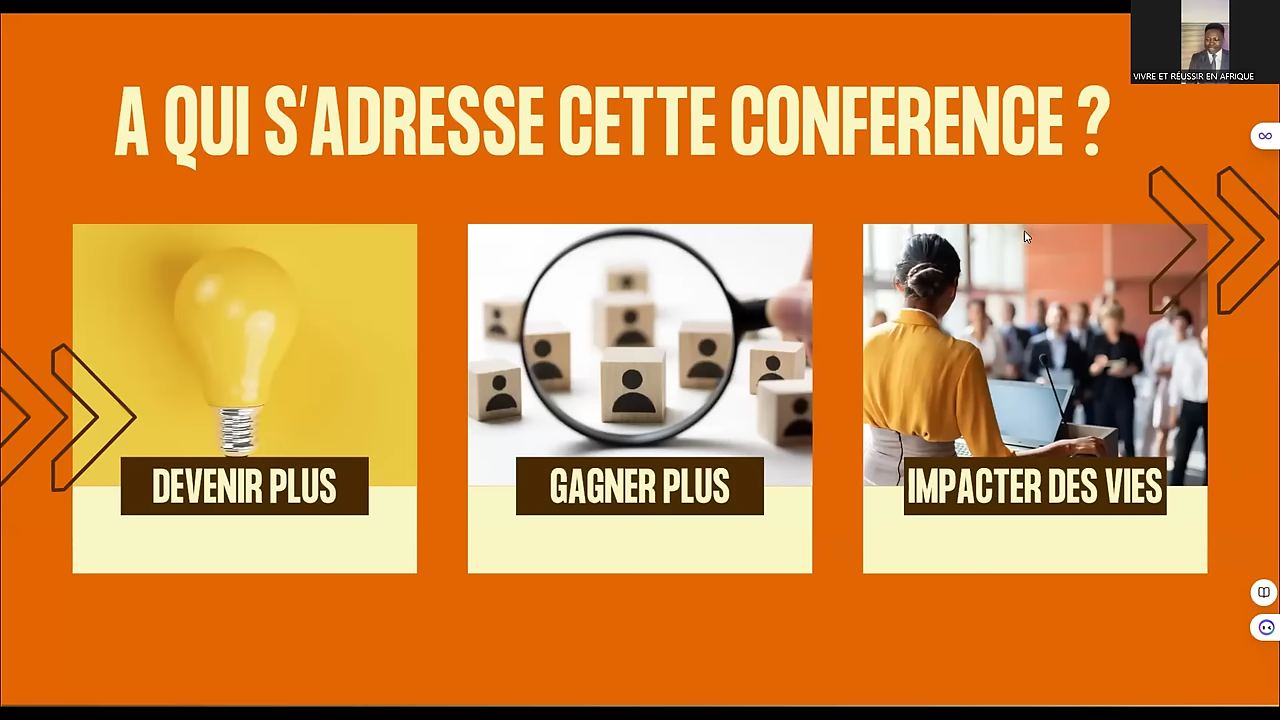 VIVRE ET RÉUSSIR EN AFRIQUE
A QUI S'ADRESSE CETTE CONFERENCE ?
DEVENIR PLUS
GAGNER PLUS
IMPACTER DES VIES